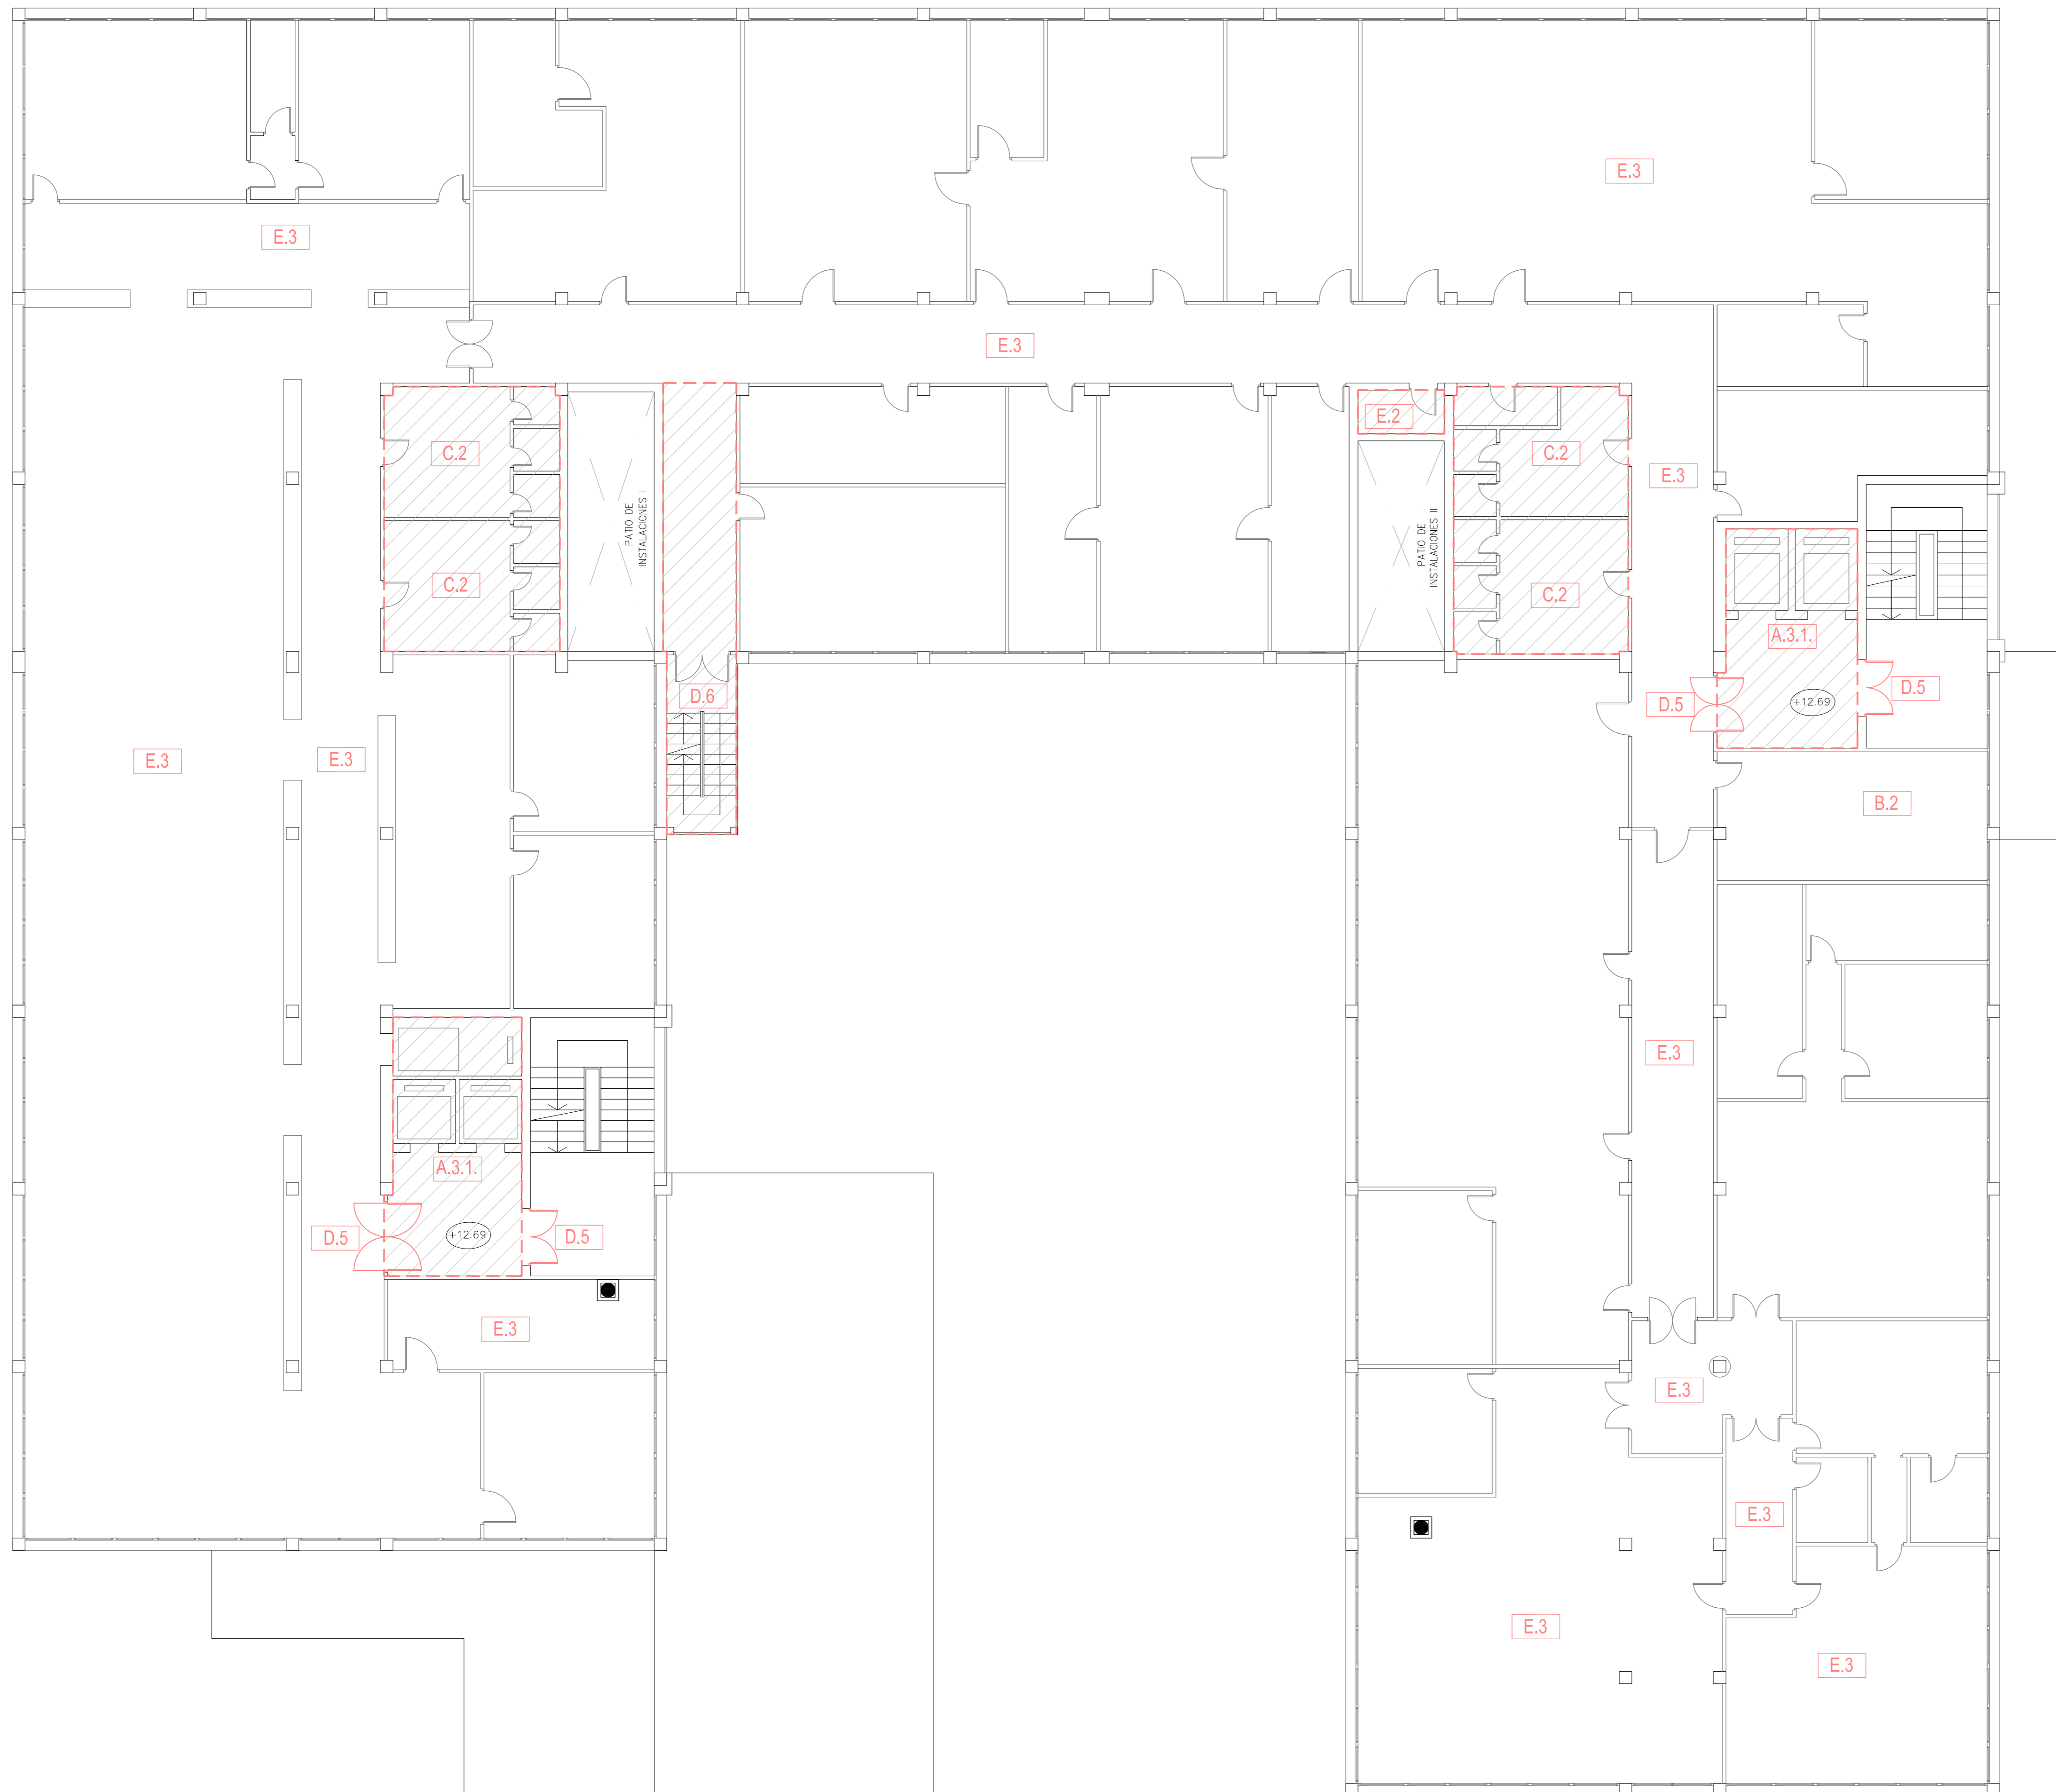 E.3
E.3
E.3
E.2
C.2
C.2
E.3
PATIO DE
INSTALACIONES I
PATIO DE
INSTALACIONES II
C.2
C.2
A.3.1.
D.6
D.5
+12.69
D.5
E.3
E.3
B.2
E.3
A.3.1.
D.5
+12.69
D.5
E.3
E.3
E.3
E.3
E.3